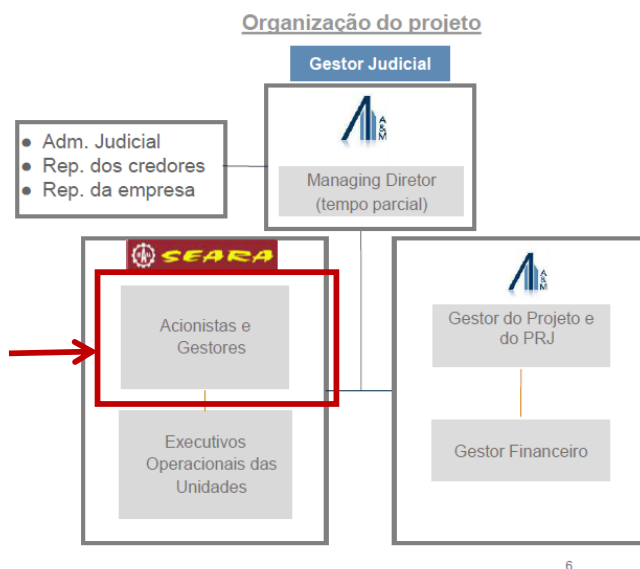 Organização do projeto
Gestor Judicial
A&M
● Adm. Judicial
● Rep. dos credores
● Rep. da empresa
Managing Diretor
(tempo parcial)
SEARA
A&M
Acionistas e
Gestores
Gestor do Projeto e
do PRJ
Executivos
Operacionais das
Unidades
Gestor Financeiro
6